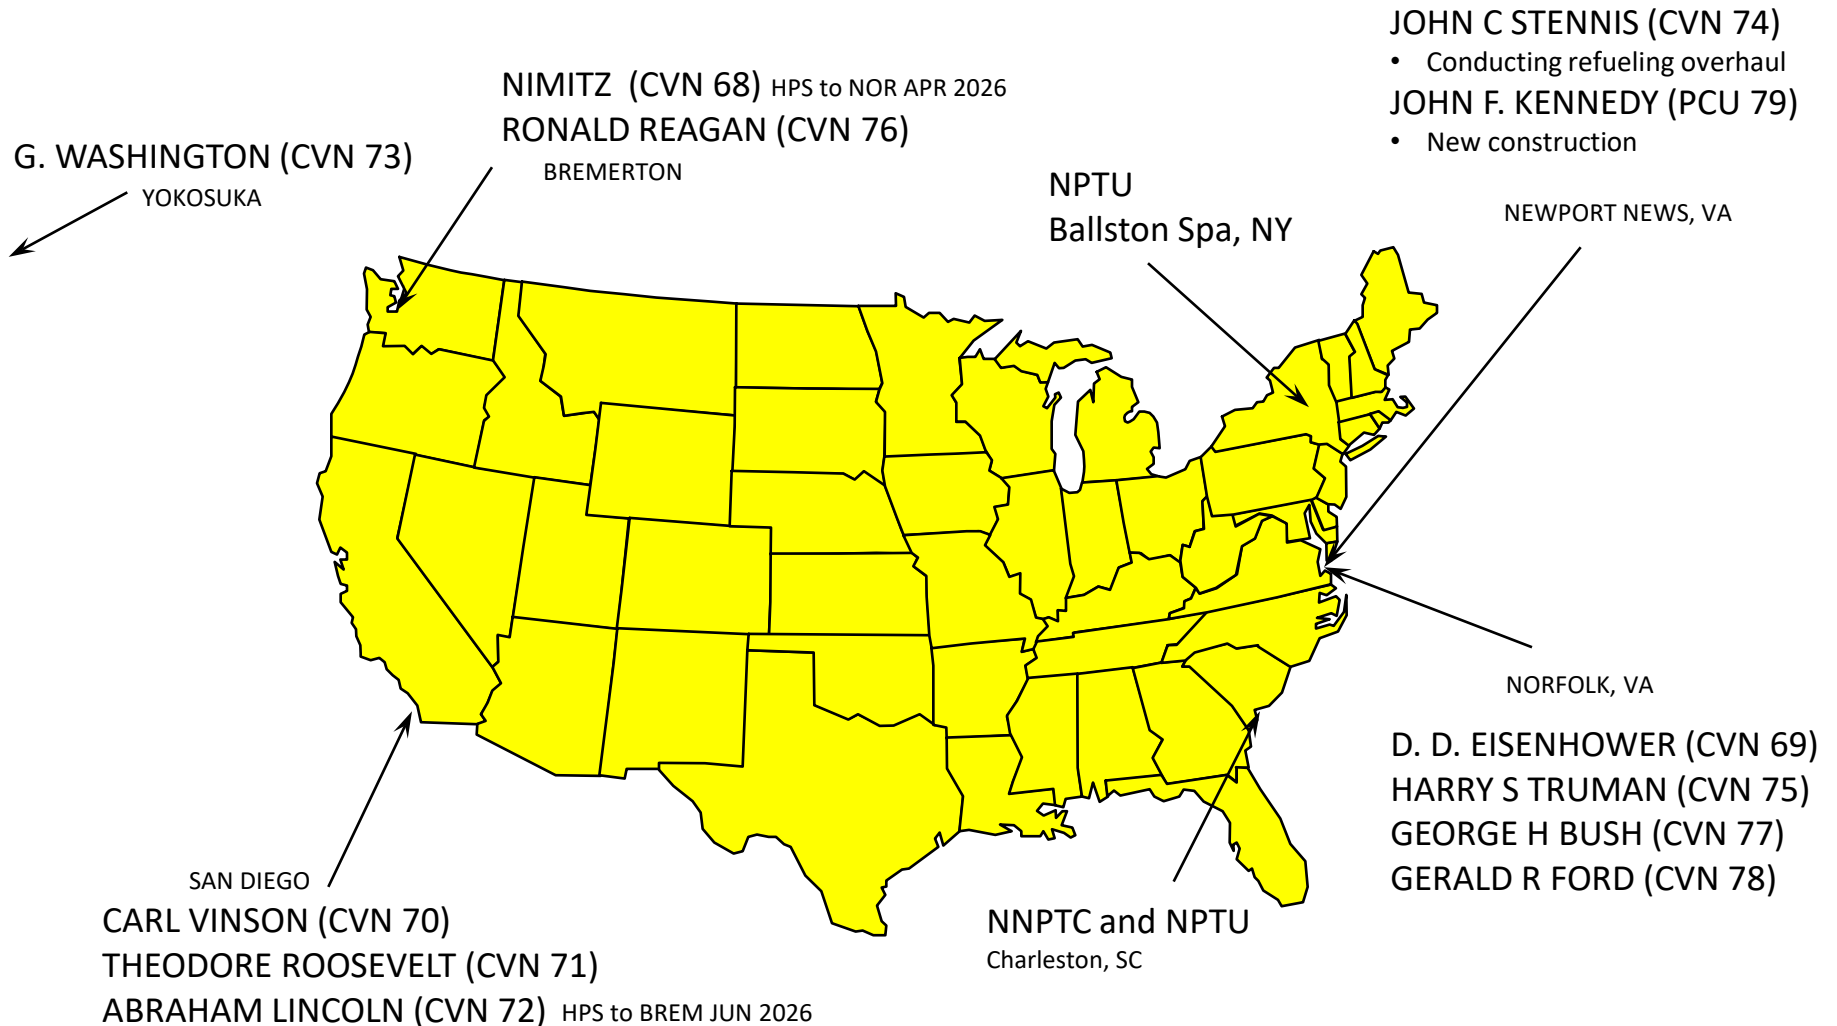 JOHN C STENNIS (CVN 74)
• Conducting refueling overhaul
JOHN F. KENNEDY (PCU 79)
• New construction
NEWPORT NEWS, VA
NIMITZ (CVN 68) HPS to NOR APR 2026
RONALD REAGAN (CVN 76)
BREMERTON
G. WASHINGTON (CVN 73)
YOKOSUKA
NPTU
Ballston Spa, NY
NORFOLK, VA
D. D. EISENHOWER (CVN 69)
HARRY S TRUMAN (CVN 75)
GEORGE H BUSH (CVN 77)
GERALD R FORD (CVN 78)
SAN DIEGO
CARL VINSON (CVN 70)
THEODORE ROOSEVELT (CVN 71)
ABRAHAM LINCOLN (CVN 72) HPS to BREM JUN 2026
NNPTC and NPTU
Charleston, SC